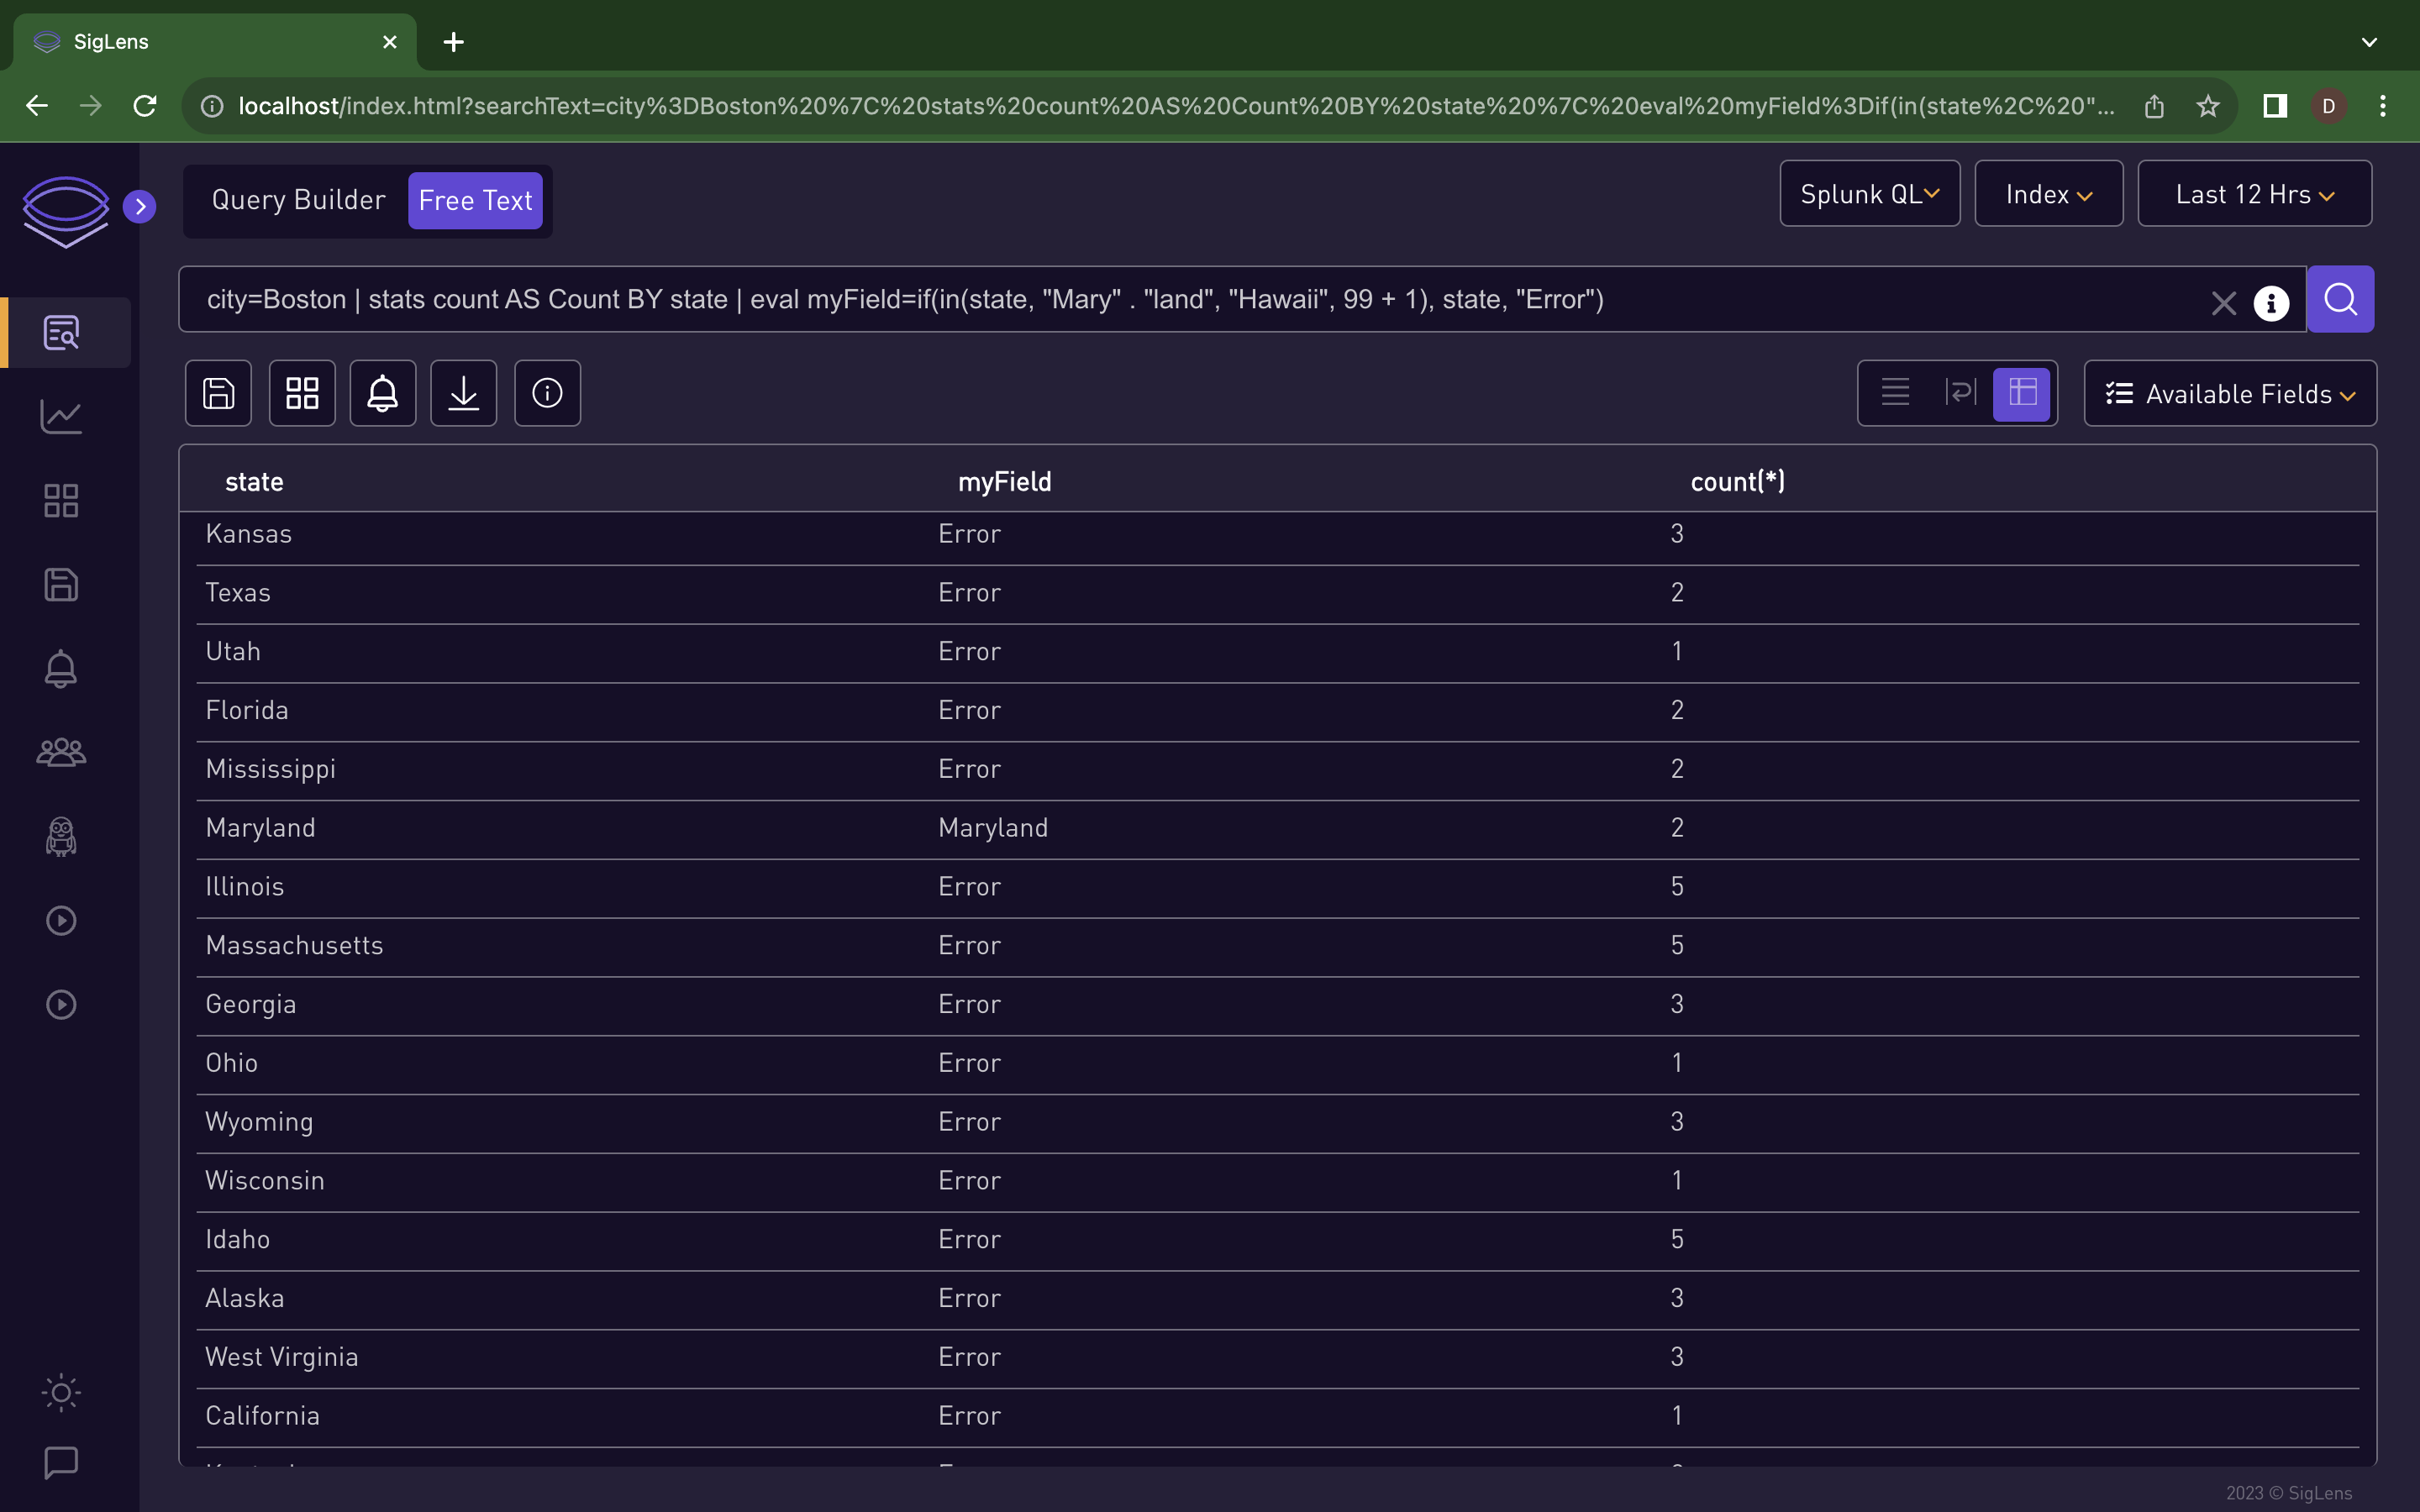 SigLens
localhost/index.html?searchText=city%3DBoston%20%7C%20stats%20count%20AS%20Count%20BY%20state%20%7C%20eval%20myField%3Dif(in(state%2C%20"...
D
Query Builder Free Text
Splunk QL Index Last 12 Hrs
city=Boston | stats count AS Count BY state | eval myField=if(in(state, "Mary" . "land", "Hawaii", 99 + 1), state, "Error")
Available Fields
state myField count(*)
Kansas Error 3
Texas Error 2
Utah Error 1
Florida Error 2
Mississippi Error 2
Maryland Maryland 2
Illinois Error 5
Massachusetts Error 5
Georgia Error 3
Ohio Error 1
Wyoming Error 3
Wisconsin Error 1
Idaho Error 5
Alaska Error 3
West Virginia Error 3
California Error 1
2023 © SigLens